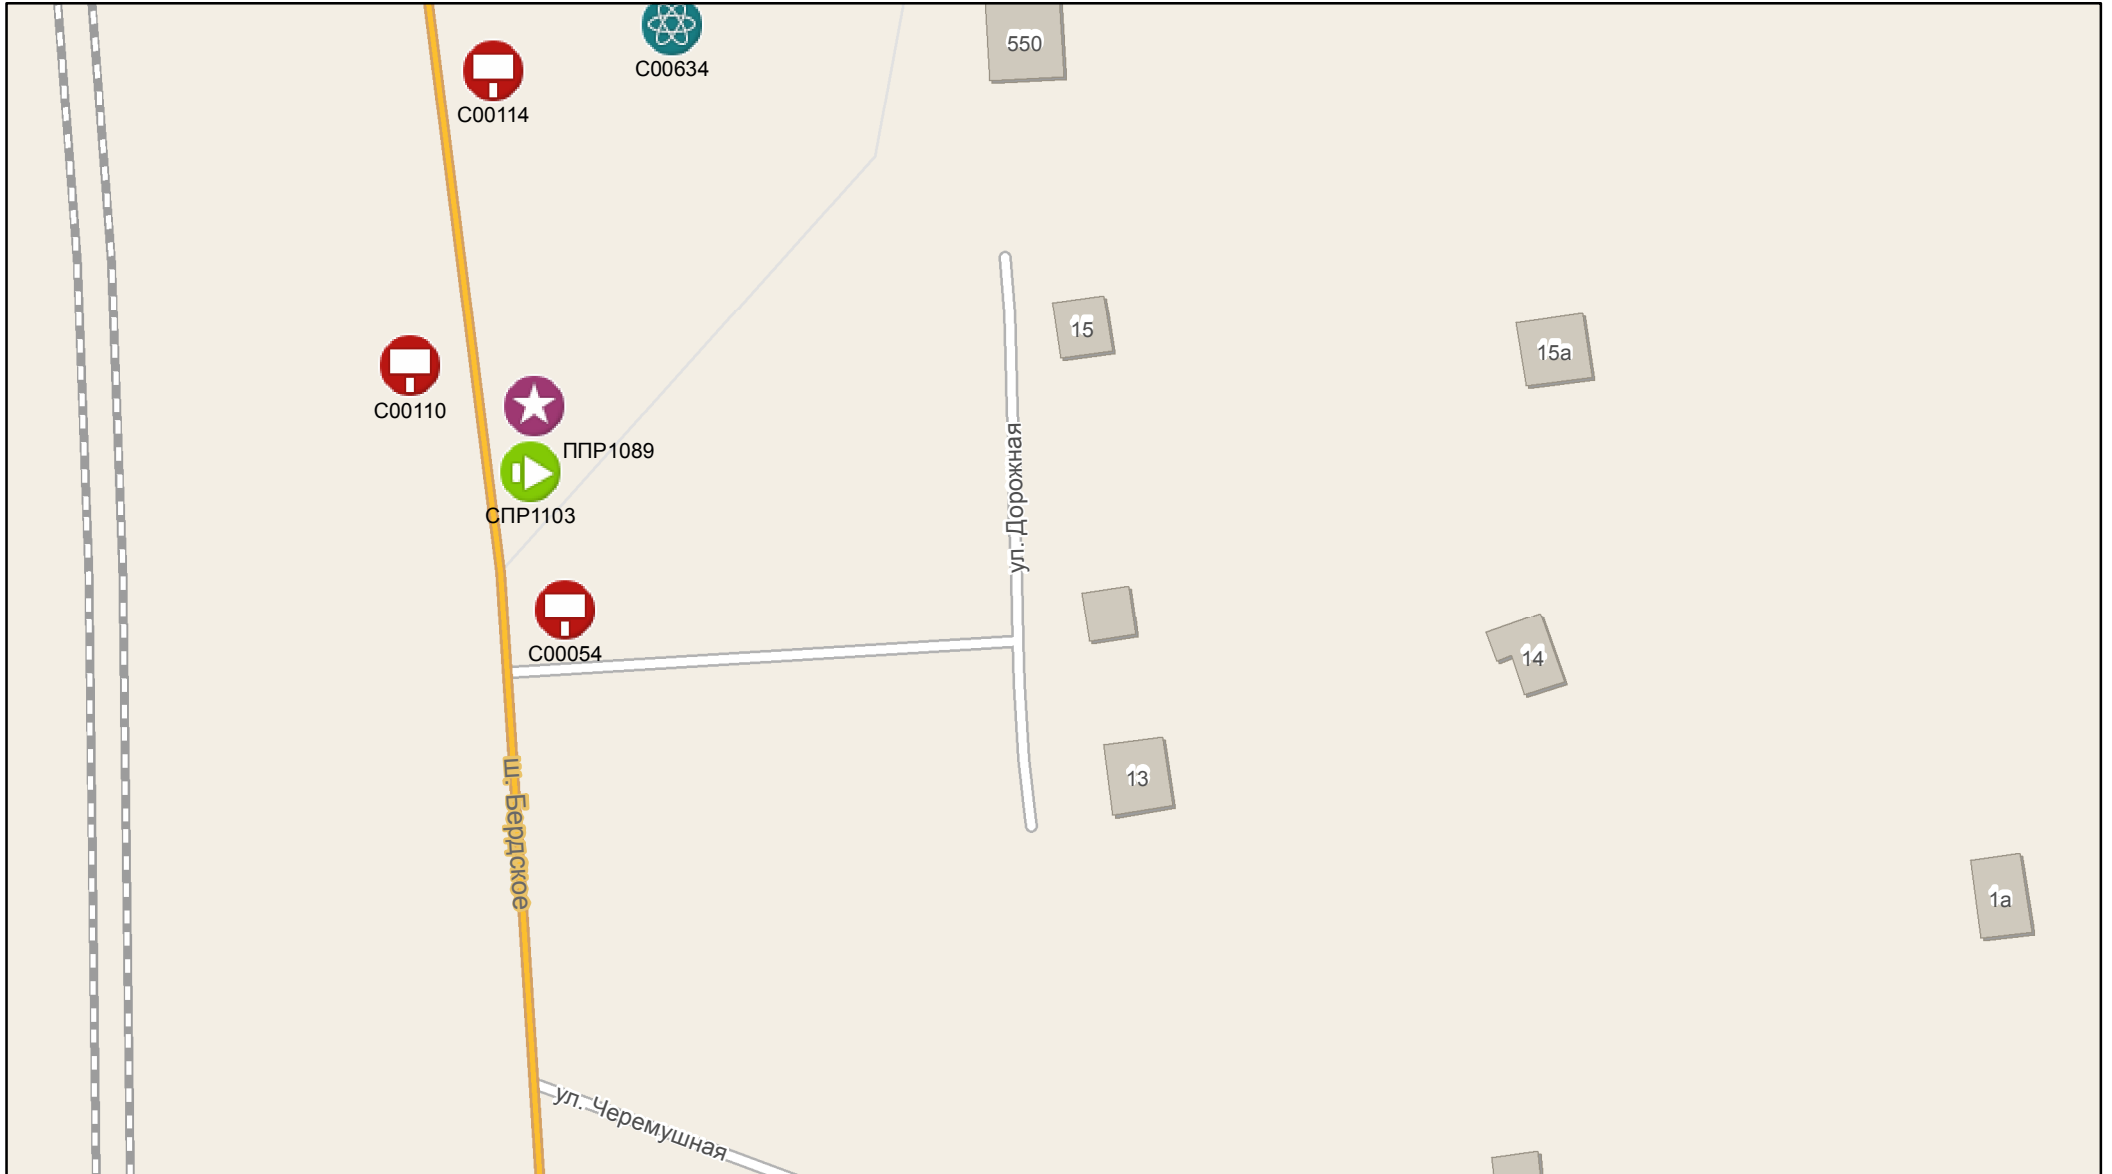 550
С00634
С00114
15
15а
С00110
ППР1089
ул. Дорожная
СПР1103
С00054
14
13
ш. Бердское
1а
ул. Черемушная